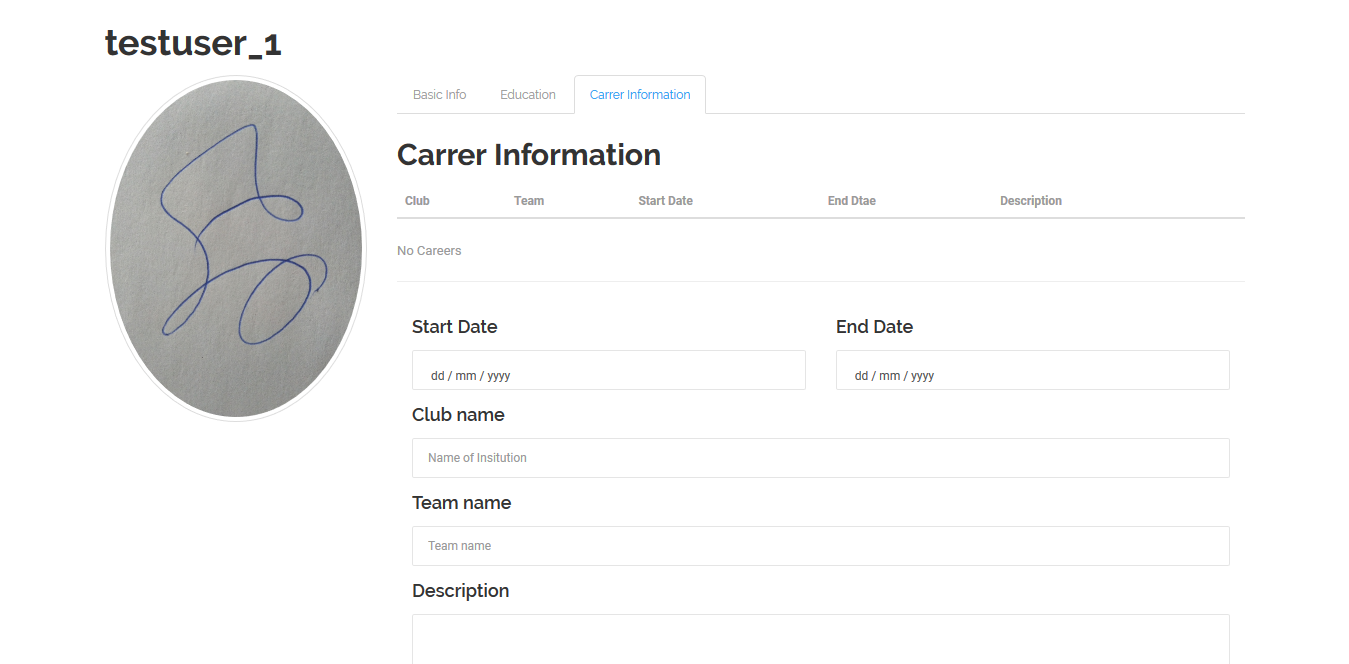 testuser_1
Basic Info Education Carrer Information
Carrer Information
Club Team Start Date End Dtae Description
No Careers
Start Date End Date
dd / mm / yyyy dd / mm / yyyy
Club name
Name of Insitution
Team name
Team name
Description